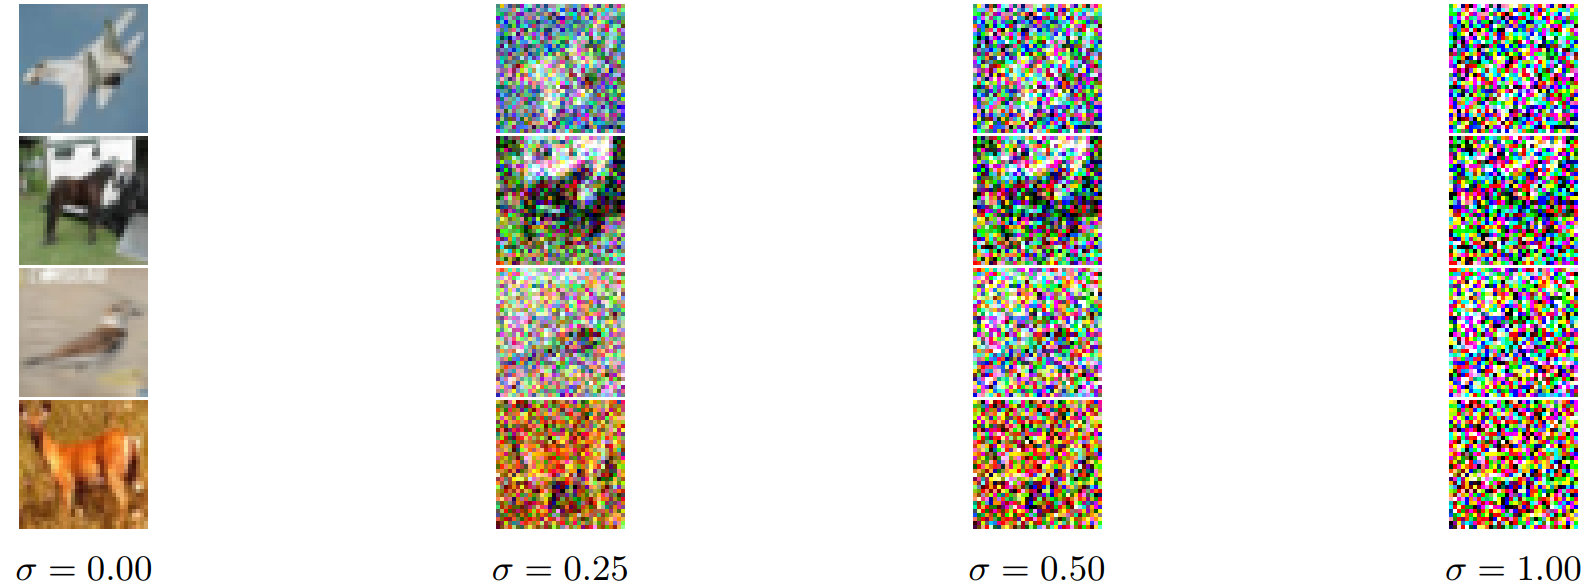 σ = 0.00 σ = 0.25 σ = 0.50 σ = 1.00